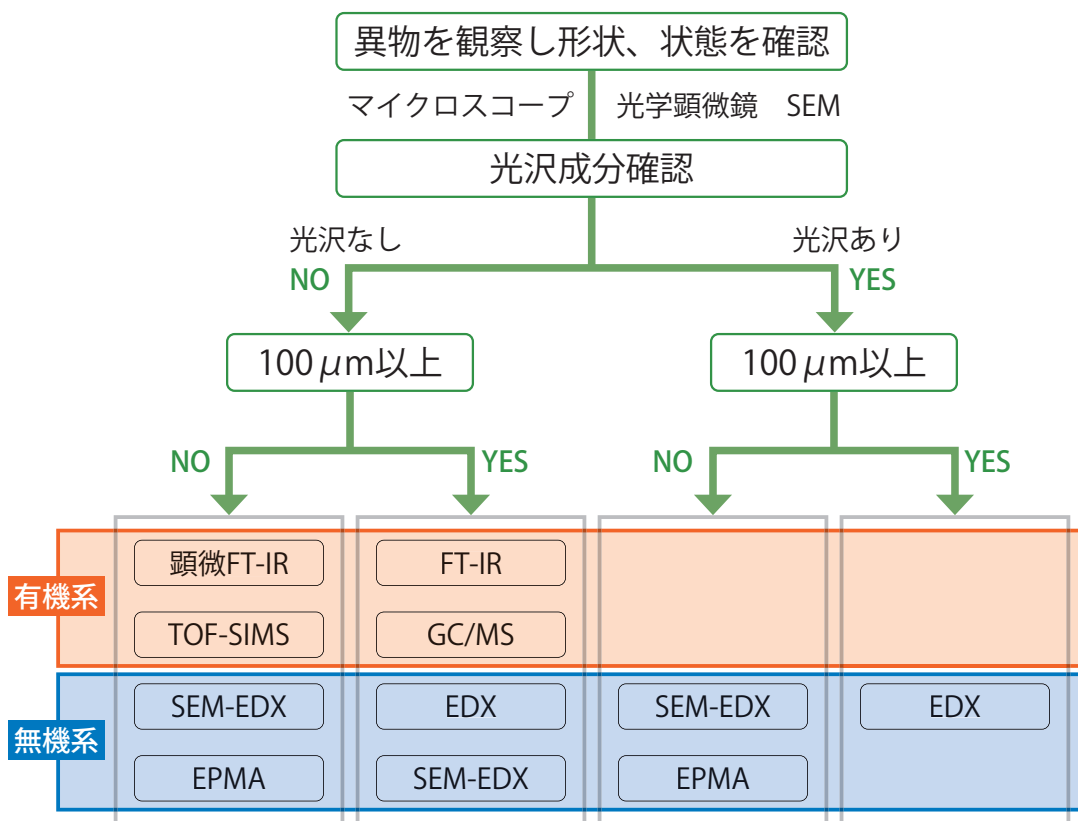 異物を観察し形状、状態を確認
マイクロスコープ 光学顕微鏡 SEM
光沢成分確認
光沢なし 光沢あり
NO YES
100μm以上 100μm以上
NO YES NO YES
顕微FT-IR FT-IR
有機系
TOF-SIMS GC/MS
SEM-EDX EDX SEM-EDX EDX
無機系
EPMA SEM-EDX EPMA